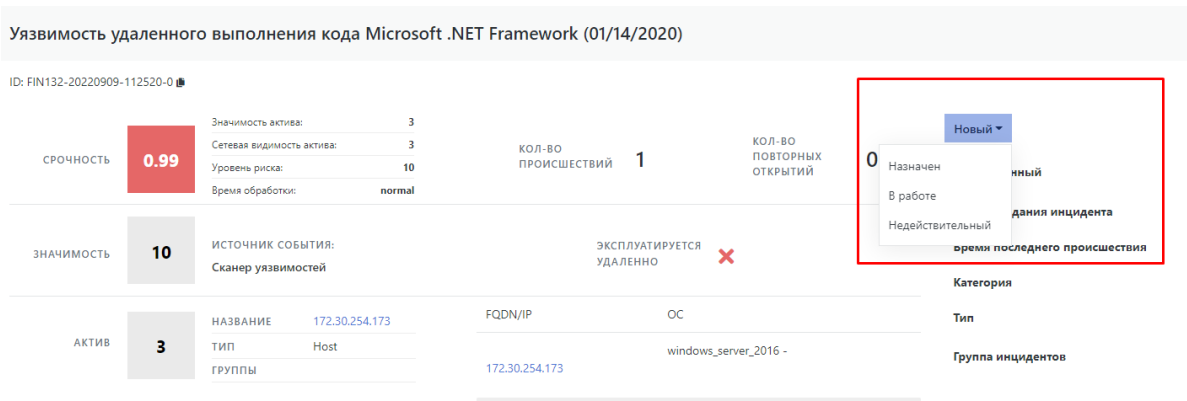 Уязвимость удаленного выполнения кода Microsoft .NET Framework (01/14/2020)
ID: FIN132-20220909-112520-0
СРОЧНОСТЬ
0.99
Значимость актива: 3
Сетевая видимость актива: 3
Уровень риска: 10
Время обработки: normal
КОЛ-ВО
ПРОИСШЕСТВИЙ
1
КОЛ-ВО
ПОВТОРНЫХ
ОТКРЫТИЙ
0
Новый
Назначен
В работе
Недействительный
нный
дания инцидента
Время последнего происшествия
Категория
Тип
Группа инцидентов
ЗНАЧИМОСТЬ
10
ИСТОЧНИК СОБЫТИЯ:
Сканер уязвимостей
ЭКСПЛУАТИРУЕТСЯ
УДАЛЕННО
АКТИВ
3
НАЗВАНИЕ 172.30.254.173
ТИП Host
ГРУППЫ
FQDN/IP ОС
windows_server_2016 -
172.30.254.173